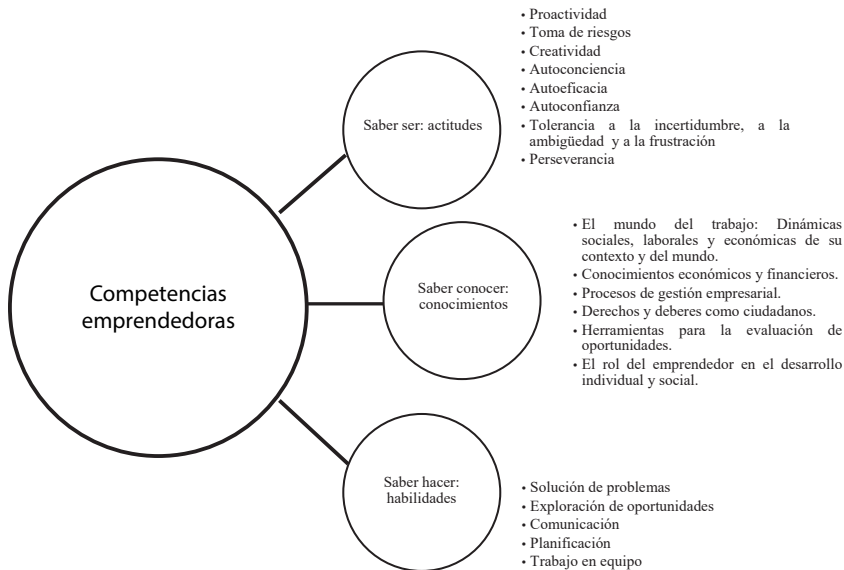 Competencias
emprendedoras
Saber ser: actitudes
• Proactividad
• Toma de riesgos
• Creatividad
• Autoconciencia
• Autoeficacia
• Autoconfianza
• Tolerancia a la incertidumbre, a la
ambigüedad y a la frustración
• Perseverancia
Saber conocer:
conocimientos
• El mundo del trabajo: Dinámicas
sociales, laborales y económicas de su
contexto y del mundo.
• Conocimientos económicos y financieros.
• Procesos de gestión empresarial.
• Derechos y deberes como ciudadanos.
• Herramientas para la evaluación de
oportunidades.
• El rol del emprendedor en el desarrollo
individual y social.
Saber hacer:
habilidades
• Solución de problemas
• Exploración de oportunidades
• Comunicación
• Planificación
• Trabajo en equipo